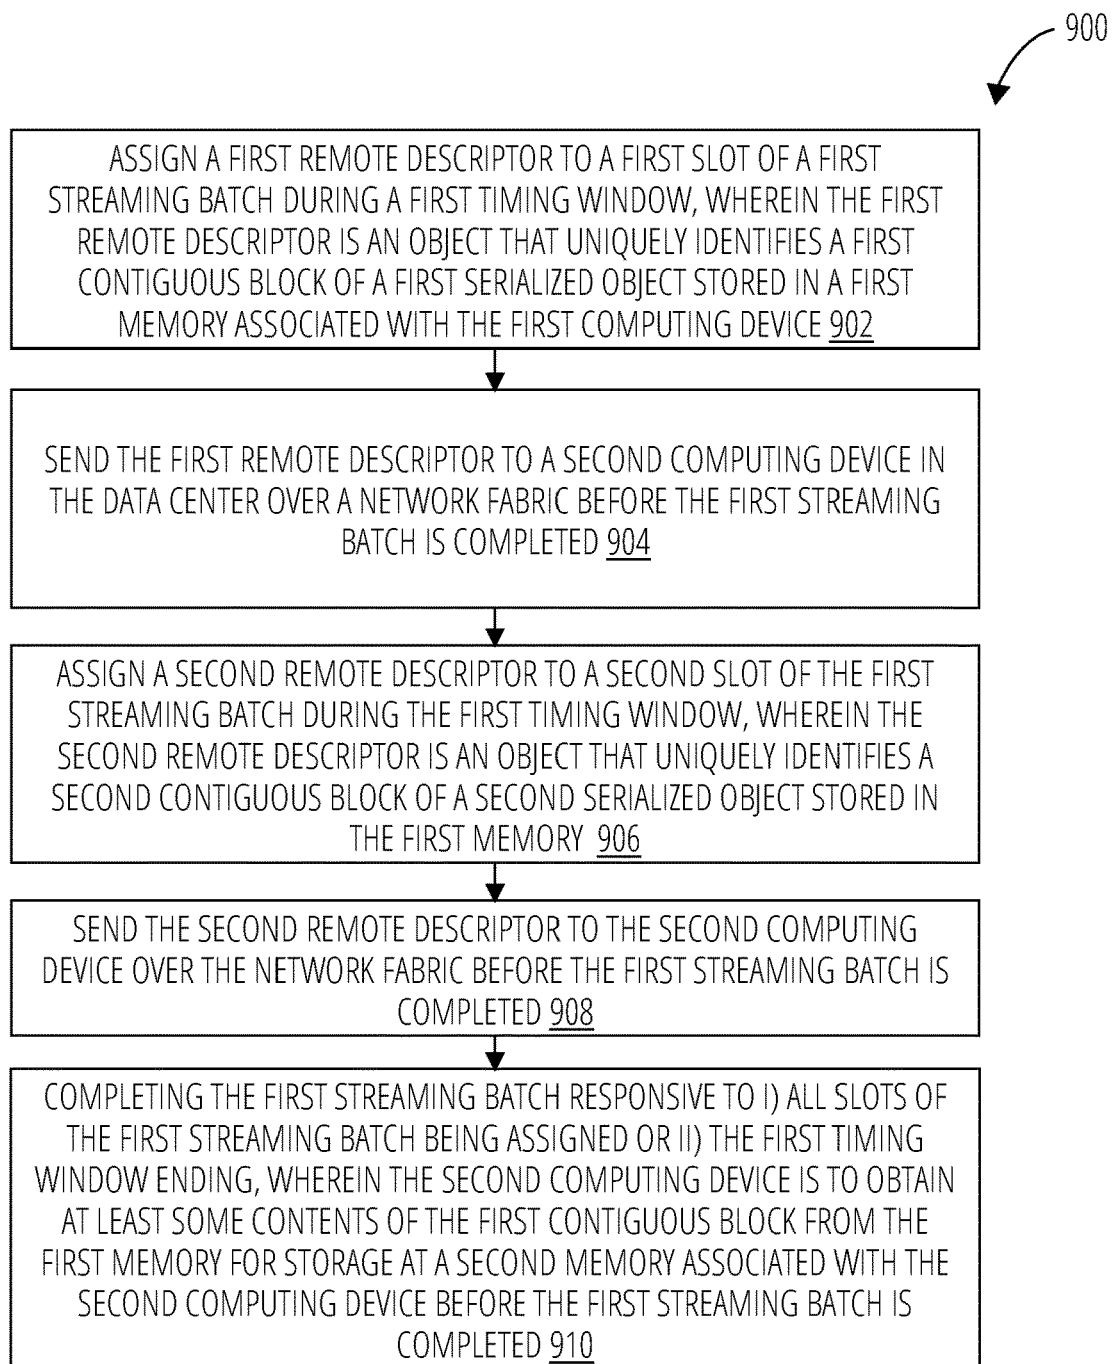 900
ASSIGN A FIRST REMOTE DESCRIPTOR TO A FIRST SLOT OF A FIRST
STREAMING BATCH DURING A FIRST TIMING WINDOW, WHEREIN THE FIRST
REMOTE DESCRIPTOR IS AN OBJECT THAT UNIQUELY IDENTIFIES A FIRST
CONTIGUOUS BLOCK OF A FIRST SERIALIZED OBJECT STORED IN A FIRST
MEMORY ASSOCIATED WITH THE FIRST COMPUTING DEVICE 902
SEND THE FIRST REMOTE DESCRIPTOR TO A SECOND COMPUTING DEVICE IN
THE DATA CENTER OVER A NETWORK FABRIC BEFORE THE FIRST STREAMING
BATCH IS COMPLETED 904
ASSIGN A SECOND REMOTE DESCRIPTOR TO A SECOND SLOT OF THE FIRST
STREAMING BATCH DURING THE FIRST TIMING WINDOW, WHEREIN THE
SECOND REMOTE DESCRIPTOR IS AN OBJECT THAT UNIQUELY IDENTIFIES A
SECOND CONTIGUOUS BLOCK OF A SECOND SERIALIZED OBJECT STORED IN
THE FIRST MEMORY 906
SEND THE SECOND REMOTE DESCRIPTOR TO THE SECOND COMPUTING
DEVICE OVER THE NETWORK FABRIC BEFORE THE FIRST STREAMING BATCH IS
COMPLETED 908
COMPLETING THE FIRST STREAMING BATCH RESPONSIVE TO I) ALL SLOTS OF
THE FIRST STREAMING BATCH BEING ASSIGNED OR II) THE FIRST TIMING
WINDOW ENDING, WHEREIN THE SECOND COMPUTING DEVICE IS TO OBTAIN
AT LEAST SOME CONTENTS OF THE FIRST CONTIGUOUS BLOCK FROM THE
FIRST MEMORY FOR STORAGE AT A SECOND MEMORY ASSOCIATED WITH THE
SECOND COMPUTING DEVICE BEFORE THE FIRST STREAMING BATCH IS
COMPLETED 910